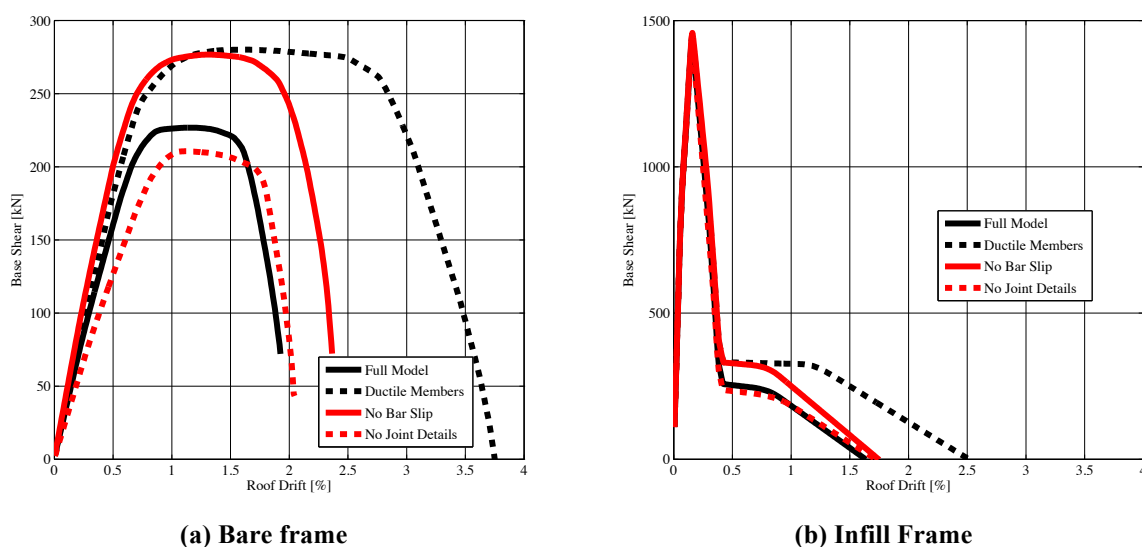 300
250
200
150
100
50
0
Base Shear [kN]
0 0.5 1 1.5 2 2.5 3 3.5 4
Roof Drift [%]
Full Model
Ductile Members
No Bar Slip
No Joint Details
(a) Bare frame
1500
1000
500
0
Base Shear [kN]
0 0.5 1 1.5 2 2.5 3 3.5 4
Roof Drift [%]
Full Model
Ductile Members
No Bar Slip
No Joint Details
(b) Infill Frame